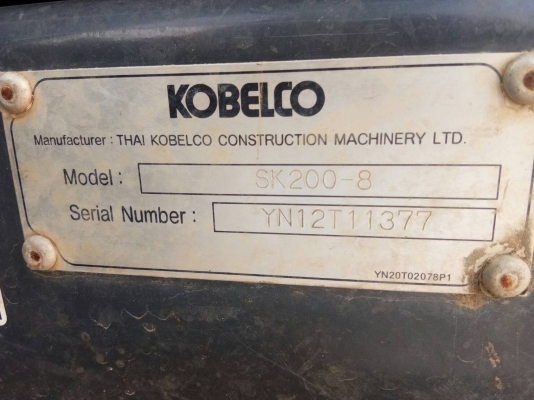 KOBELCO
Manufacturer : THAI KOBELCO CONSTRUCTION MACHINERY LTD.
Model : SK200-8
Serial Number : YN12T11377
YN20T02078P1